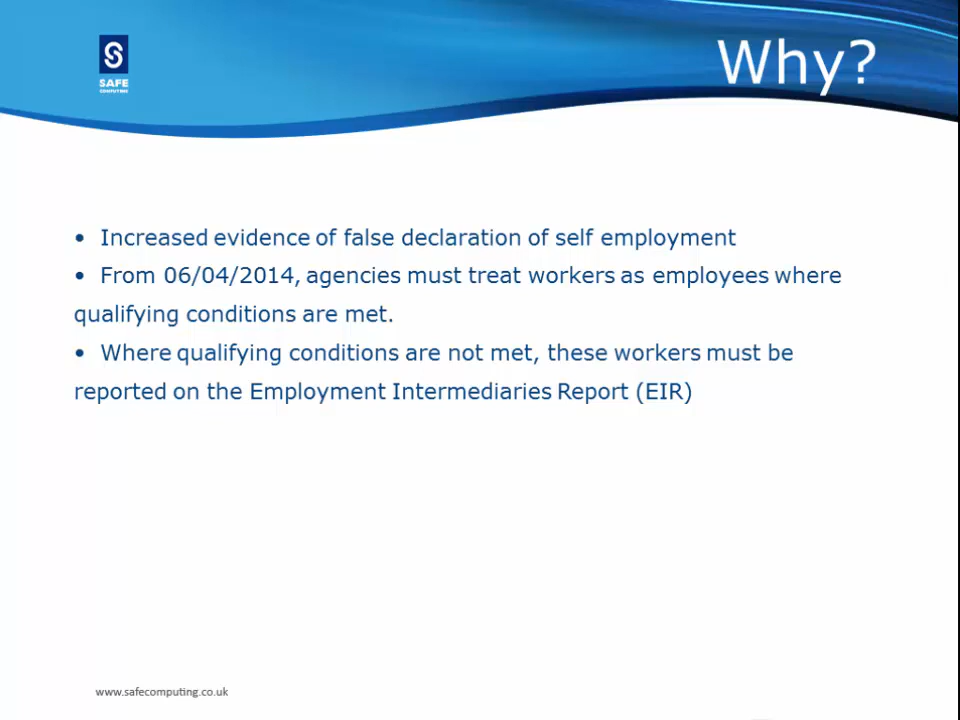 SAFE
COMPUTING
Why?
• Increased evidence of false declaration of self employment
• From 06/04/2014, agencies must treat workers as employees where
qualifying conditions are met.
• Where qualifying conditions are not met, these workers must be
reported on the Employment Intermediaries Report (EIR)
www.safecomputing.co.uk